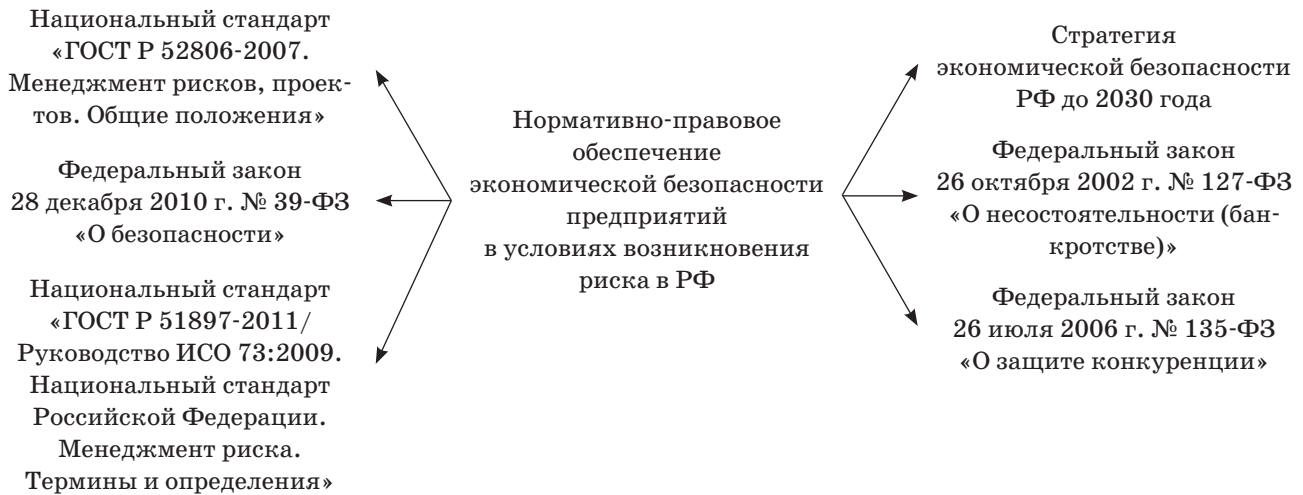 Национальный стандарт
«ГОСТ Р 52806-2007.
Менеджмент рисков, проек-
тов. Общие положения»
Федеральный закон
28 декабря 2010 г. № 39-ФЗ
«О безопасности»
Национальный стандарт
«ГОСТ Р 51897-2011/
Руководство ИСО 73:2009.
Национальный стандарт
Российской Федерации.
Менеджмент риска.
Термины и определения»
Нормативно-правовое
обеспечение
экономической безопасности
предприятий
в условиях возникновения
риска в РФ
Стратегия
экономической безопасности
РФ до 2030 года
Федеральный закон
26 октября 2002 г. № 127-ФЗ
«О несостоятельности (бан-
кротстве)»
Федеральный закон
26 июля 2006 г. № 135-ФЗ
«О защите конкуренции»